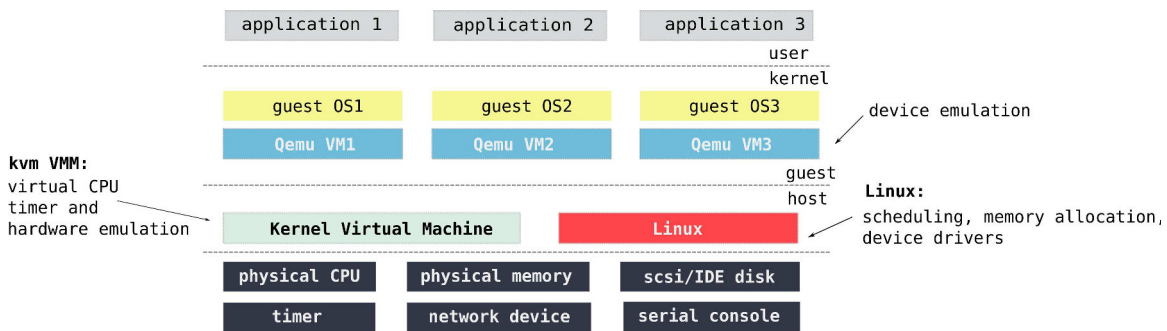 application 1
application 2
application 3
user
kernel
guest OS1
guest OS2
guest OS3
device emulation
Qemu VM1
Qemu VM2
Qemu VM3
guest
host
kvm VMM:
virtual CPU
timer and
hardware emulation
Kernel Virtual Machine
Linux
Linux:
scheduling, memory allocation,
device drivers
physical CPU
physical memory
scsi/IDE disk
timer
network device
serial console